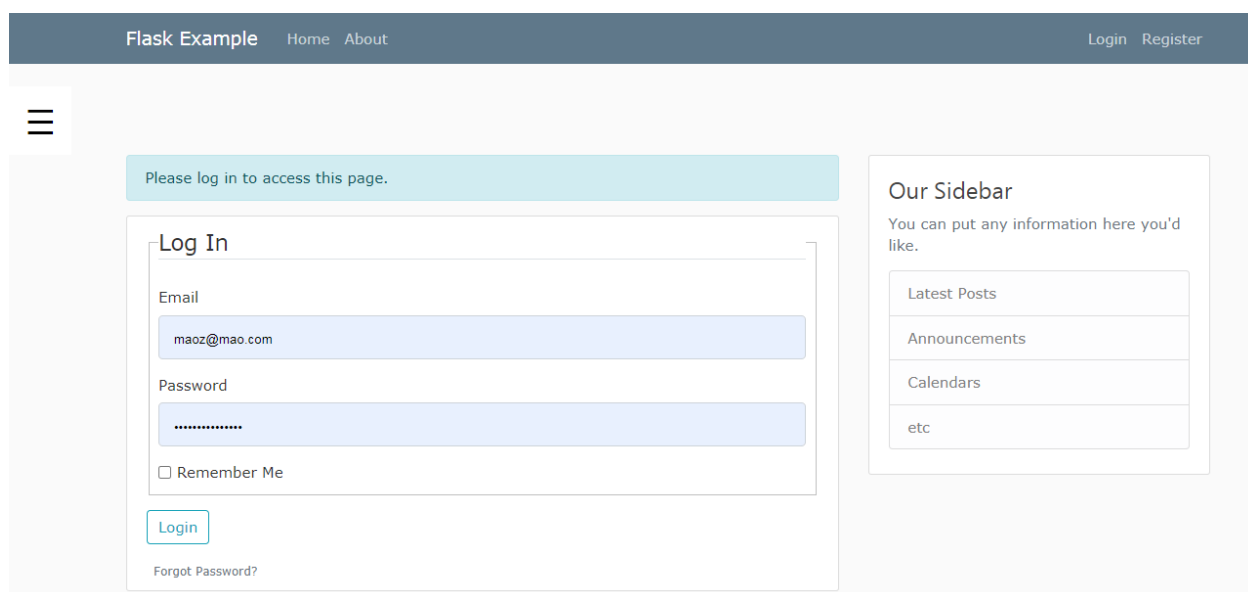 Flask Example Home About Login Register
Please log in to access this page.
Log In
Email
maoz@mao.com
Password
•••••••••••••••
Remember Me
Login
Forgot Password?
Our Sidebar
You can put any information here you'd
like.
Latest Posts
Announcements
Calendars
etc